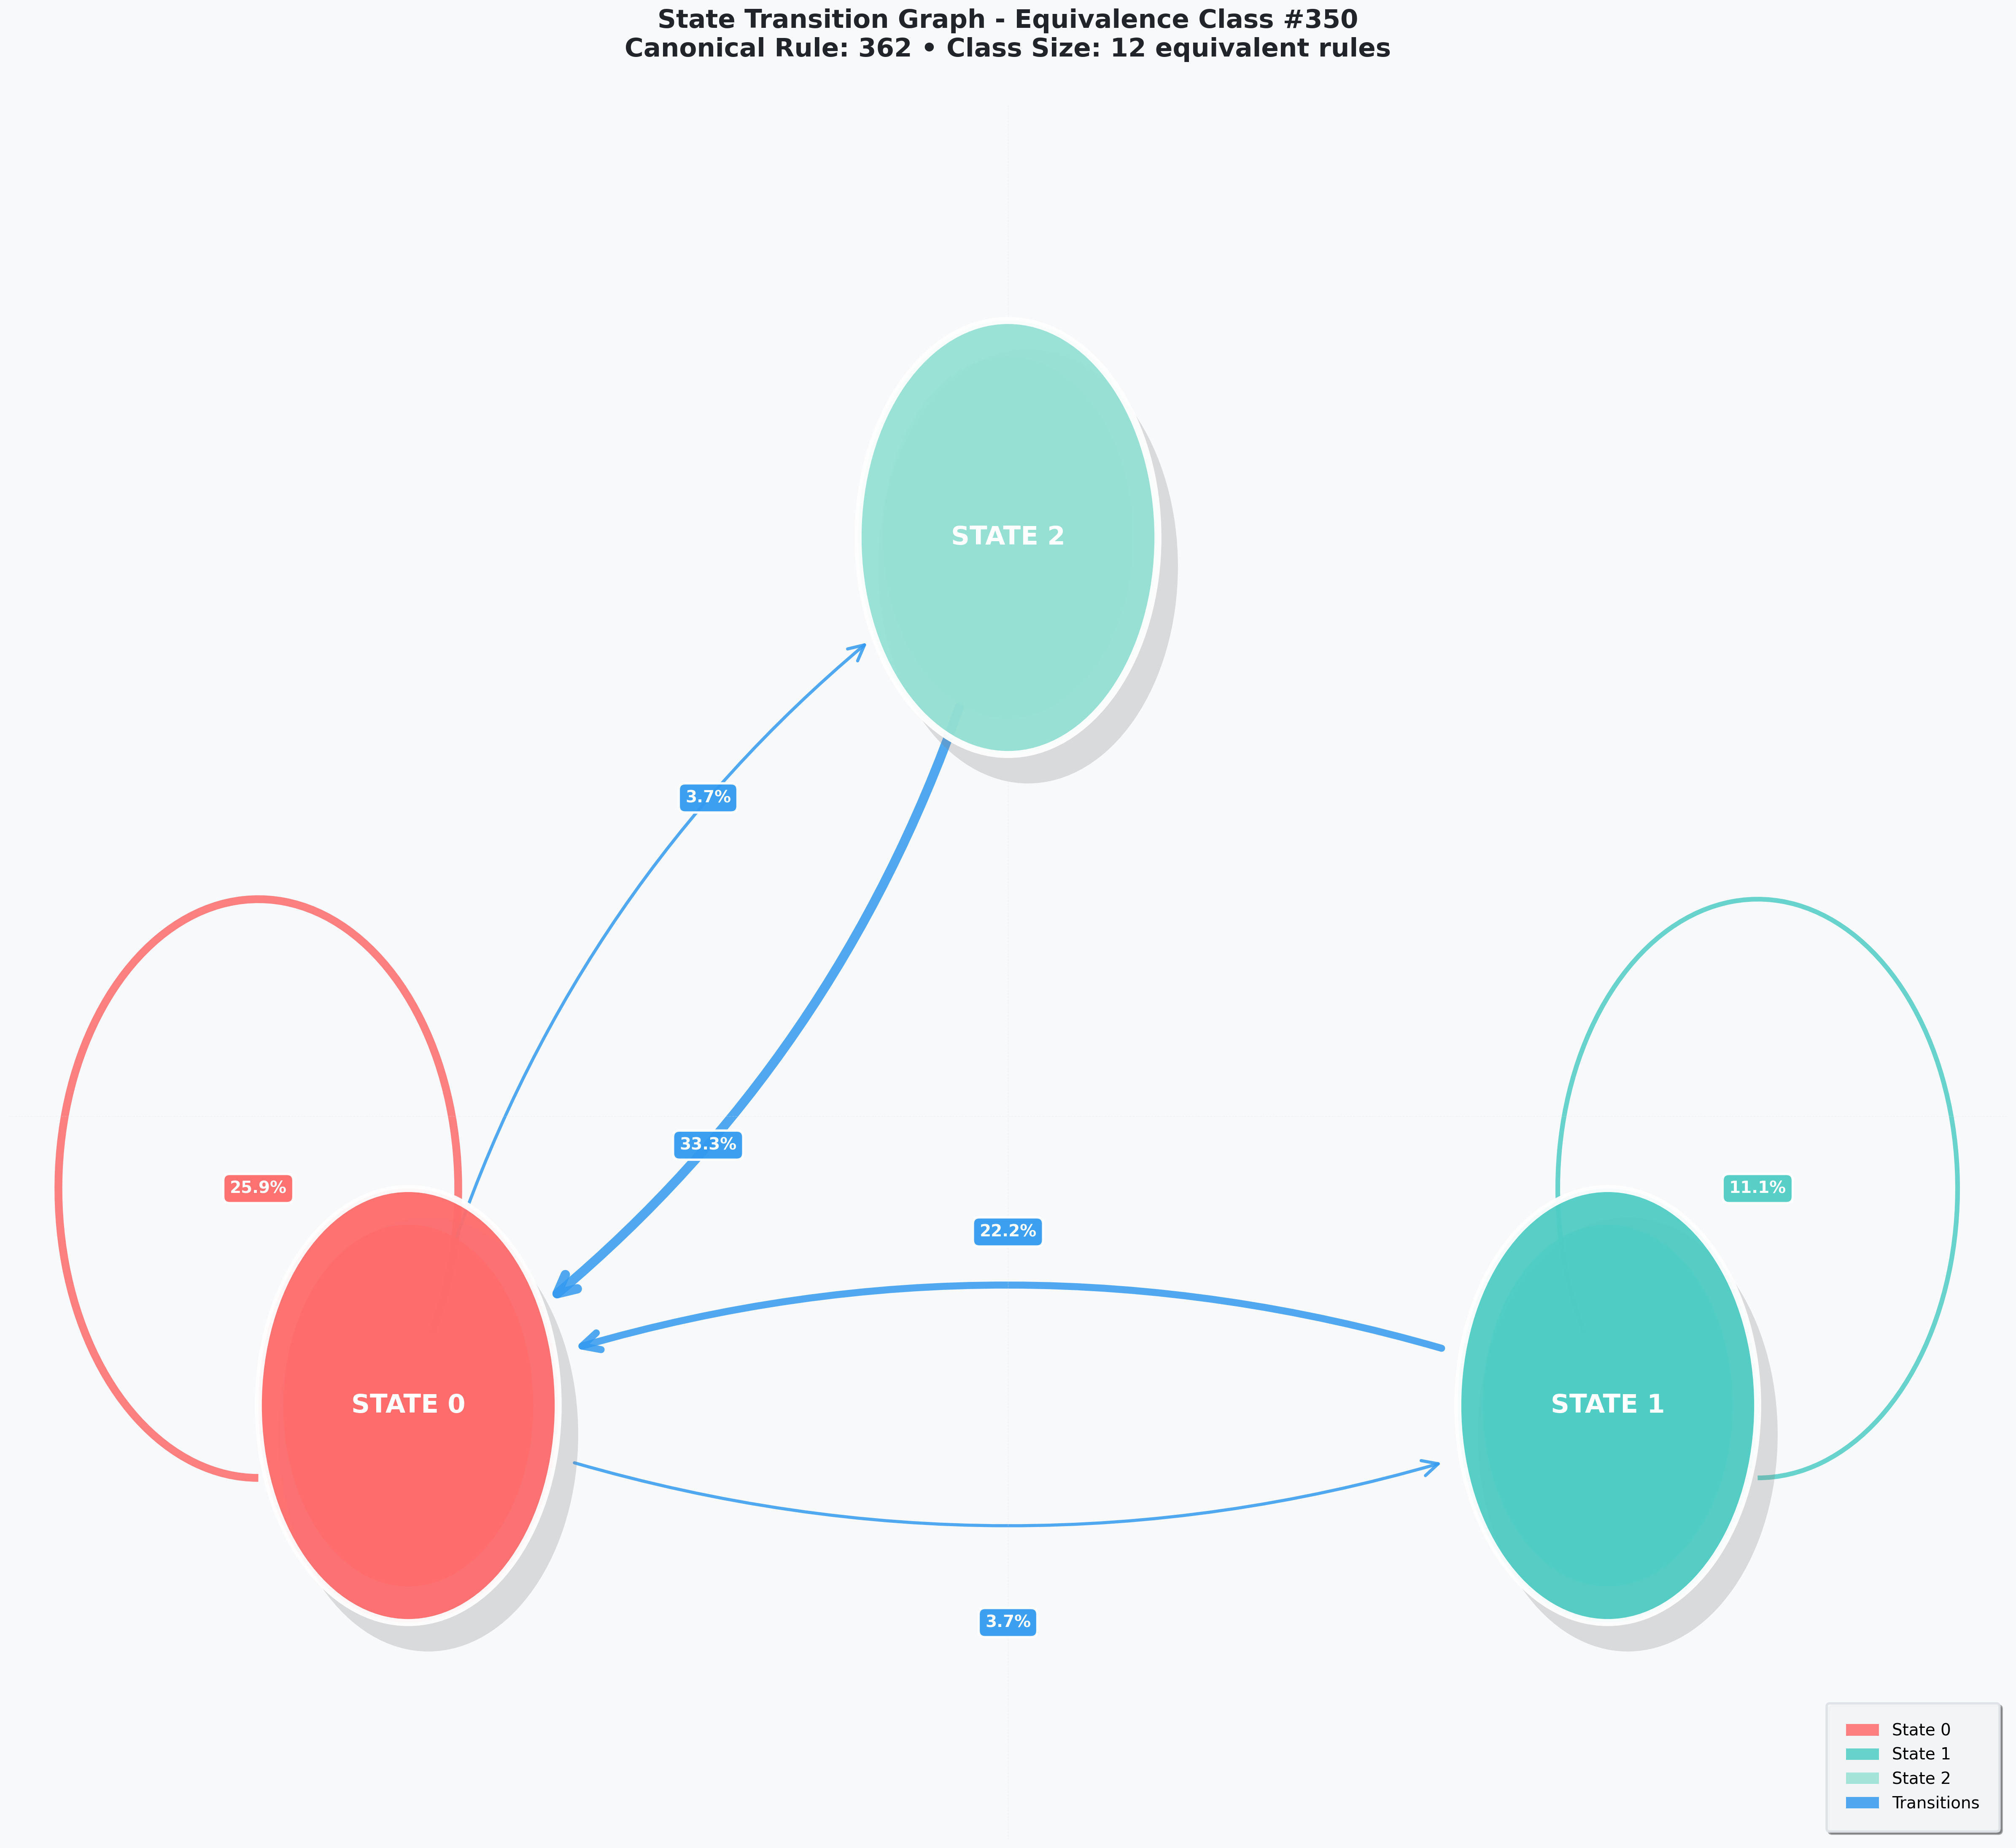 State Transition Graph - Equivalence Class #350
Canonical Rule: 362 • Class Size: 12 equivalent rules
STATE 2
3.7%
33.3%
25.9%
11.1%
22.2%
STATE 0
STATE 1
3.7%
State 0
State 1
State 2
Transitions